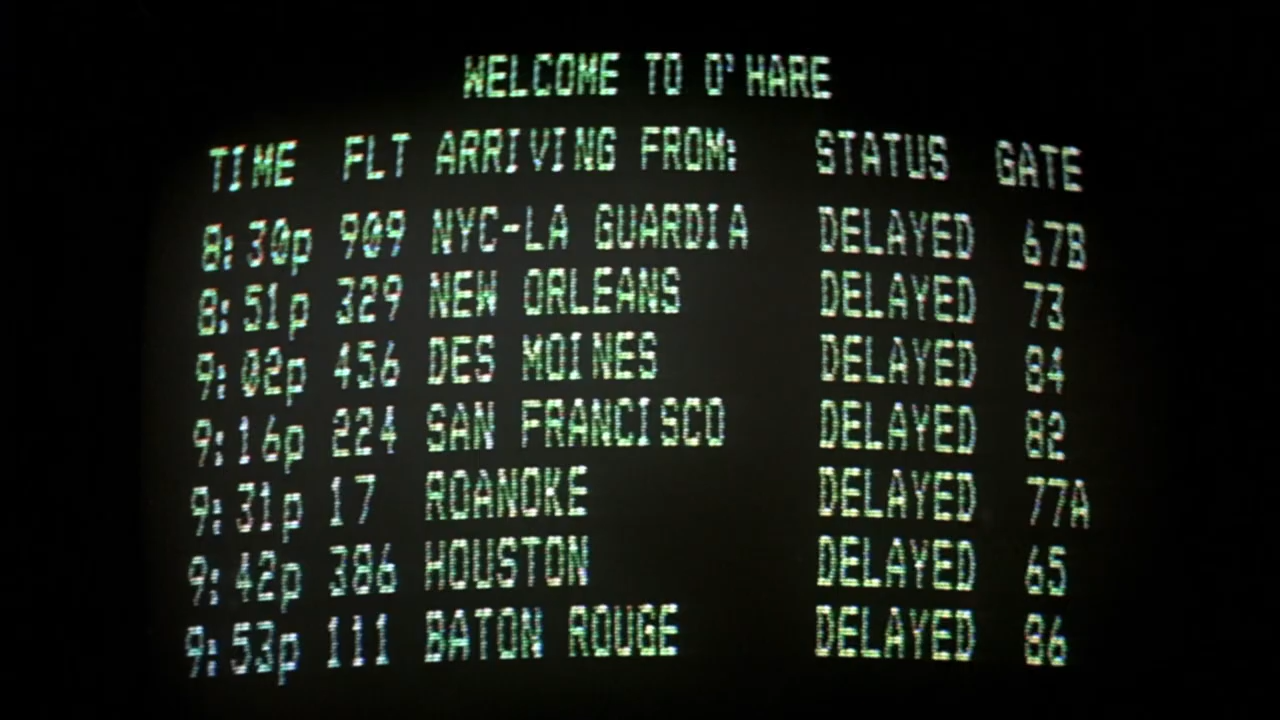 WELCOME TO O'HARE
TIME FLT ARRIVING FROM: STATUS GATE
8:30p 909 NYC-LA GUARDIA DELAYED 67B
8:51p 329 NEW ORLEANS DELAYED 73
9:02p 456 DES MOINES DELAYED 84
9:16p 224 SAN FRANCISCO DELAYED 82
9:31p 17 ROANOKE DELAYED 77A
9:42p 386 HOUSTON DELAYED 65
9:53p 111 BATON ROUGE DELAYED 86